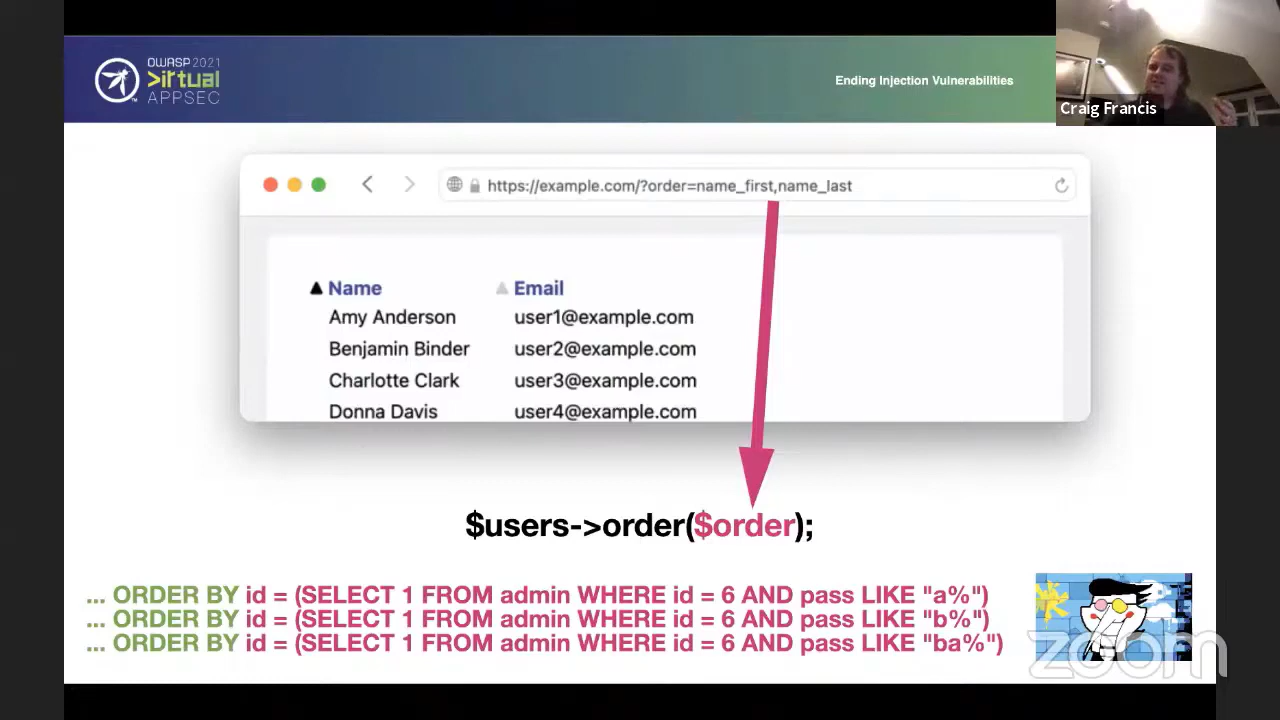 OWASP 2021
>irtual
APPSEC
TM
Ending Injection Vulnerabilities
Craig Francis
https://example.com/?order=name_first,name_last
▲ Name ▲ Email
Amy Anderson user1@example.com
Benjamin Binder user2@example.com
Charlotte Clark user3@example.com
Donna Davis user4@example.com
$users->order($order);
... ORDER BY id = (SELECT 1 FROM admin WHERE id = 6 AND pass LIKE "a%")
... ORDER BY id = (SELECT 1 FROM admin WHERE id = 6 AND pass LIKE "b%")
... ORDER BY id = (SELECT 1 FROM admin WHERE id = 6 AND pass LIKE "ba%")
zoom